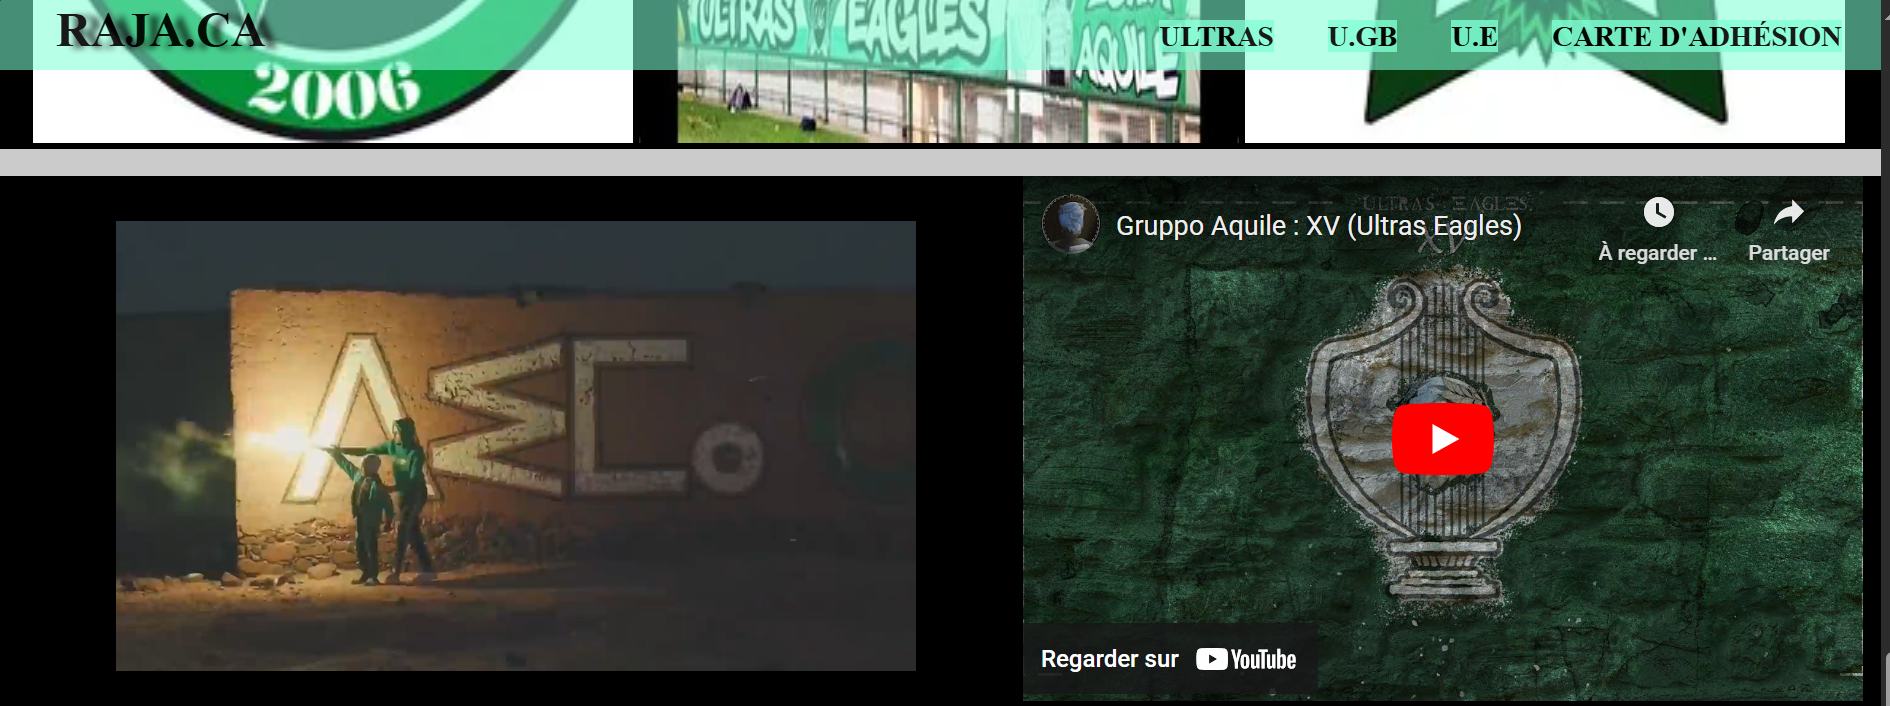 RAJA.CA
ULTRAS U.GB U.E CARTE D'ADHÉSION
2006
ULTRAS EAGLES
AQUILE
ULTRAS EAGLES
XV
Gruppo Aquile : XV (Ultras Eagles)
À regarder ...
Partager
Regarder sur YouTube